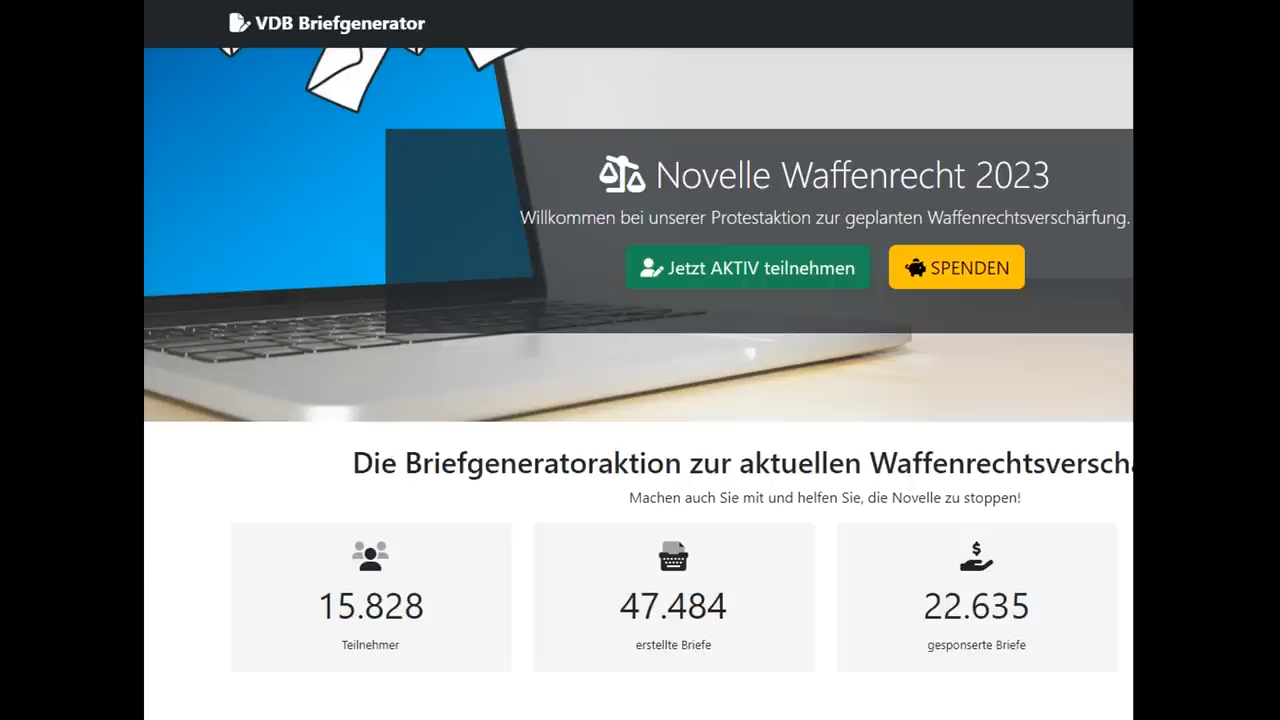 VDB Briefgenerator
Novelle Waffenrecht 2023
Willkommen bei unserer Protestaktion zur geplanten Waffenrechtsverschärfung.
Jetzt AKTIV teilnehmen
SPENDEN
Die Briefgeneratoraktion zur aktuellen
Machen auch Sie mit und helfen Sie, die Novelle zu stoppen!
15.828
Teilnehmer
47.484
erstellte Briefe
$
22.635
gesponserte Briefe